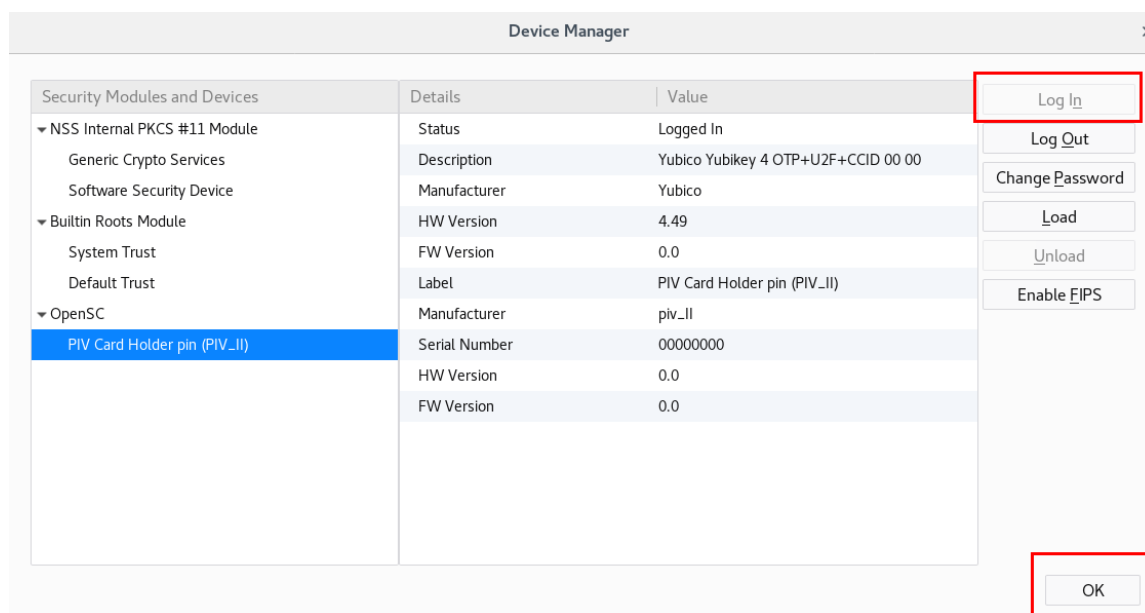 Device Manager
Security Modules and Devices
NSS Internal PKCS #11 Module
Generic Crypto Services
Software Security Device
Builtin Roots Module
System Trust
Default Trust
OpenSC
PIV Card Holder pin (PIV_II)
Details Value
Status Logged In
Description Yubico Yubikey 4 OTP+U2F+CCID 00 00
Manufacturer Yubico
HW Version 4.49
FW Version 0.0
Label PIV Card Holder pin (PIV_II)
Manufacturer piv_II
Serial Number 00000000
HW Version 0.0
FW Version 0.0
Log In
Log Out
Change Password
Load
Unload
Enable FIPS
OK